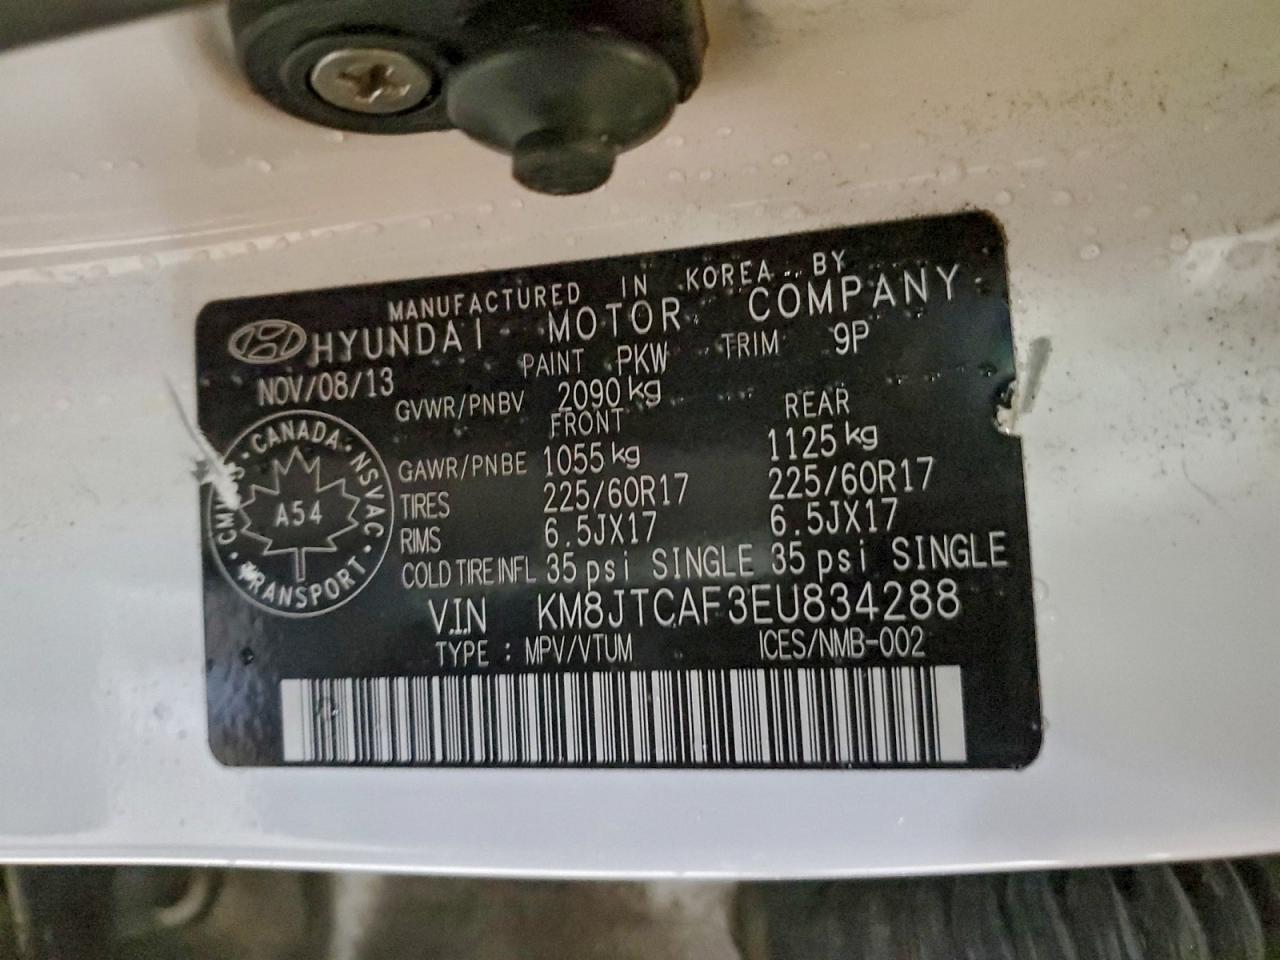 MANUFACTURED IN KOREA BY
HYUNDAI MOTOR COMPANY
NOV/08/13 PAINT PKW TRIM 9P
GVWR/PNBV 2090 kg
FRONT REAR
GAWR/PNBE 1055 kg 1125 kg
TIRES 225/60R17 225/60R17
RIMS 6.5JX17 6.5JX17
COLD TIRE INFL 35 psi SINGLE 35 psi SINGLE
V.I.N KM8JTCAF3EU834288
TYPE : MPV/VTUM ICES/NMB-002
CANADA · NSVAC · TRANSPORT ·
A54